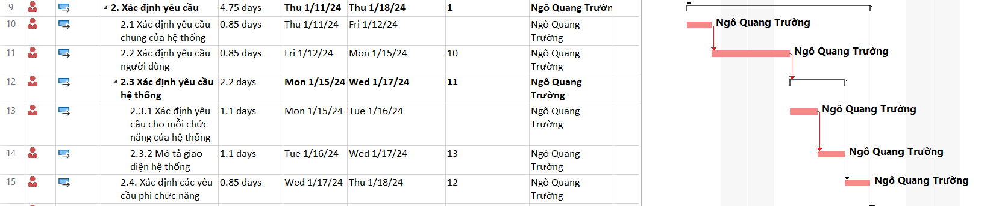 9 2. Xác định yêu cầu 4.75 days Thu 1/11/24 Thu 1/18/24 1 Ngô Quang Trườn
10 2.1 Xác định yêu cầu 0.85 days Thu 1/11/24 Fri 1/12/24 Ngô Quang Ngô Quang Trường
chung của hệ thống Trường
11 2.2 Xác định yêu cầu 0.85 days Fri 1/12/24 Mon 1/15/24 10 Ngô Quang Ngô Quang Trường
người dùng Trường
12 2.3 Xác định yêu cầu 2.2 days Mon 1/15/24 Wed 1/17/24 11 Ngô Quang
hệ thống Trường
13 2.3.1 Xác định yêu 1.1 days Mon 1/15/24 Tue 1/16/24 Ngô Quang Ngô Quang Trường
cầu cho mỗi chức Trường
năng của hệ thống
14 2.3.2 Mô tả giao 1.1 days Tue 1/16/24 Wed 1/17/24 13 Ngô Quang Ngô Quang Trường
diện hệ thống Trường
15 2.4. Xác định các yêu 0.85 days Wed 1/17/24 Thu 1/18/24 12 Ngô Quang Ngô Quang Trường
cầu phi chức năng Trường